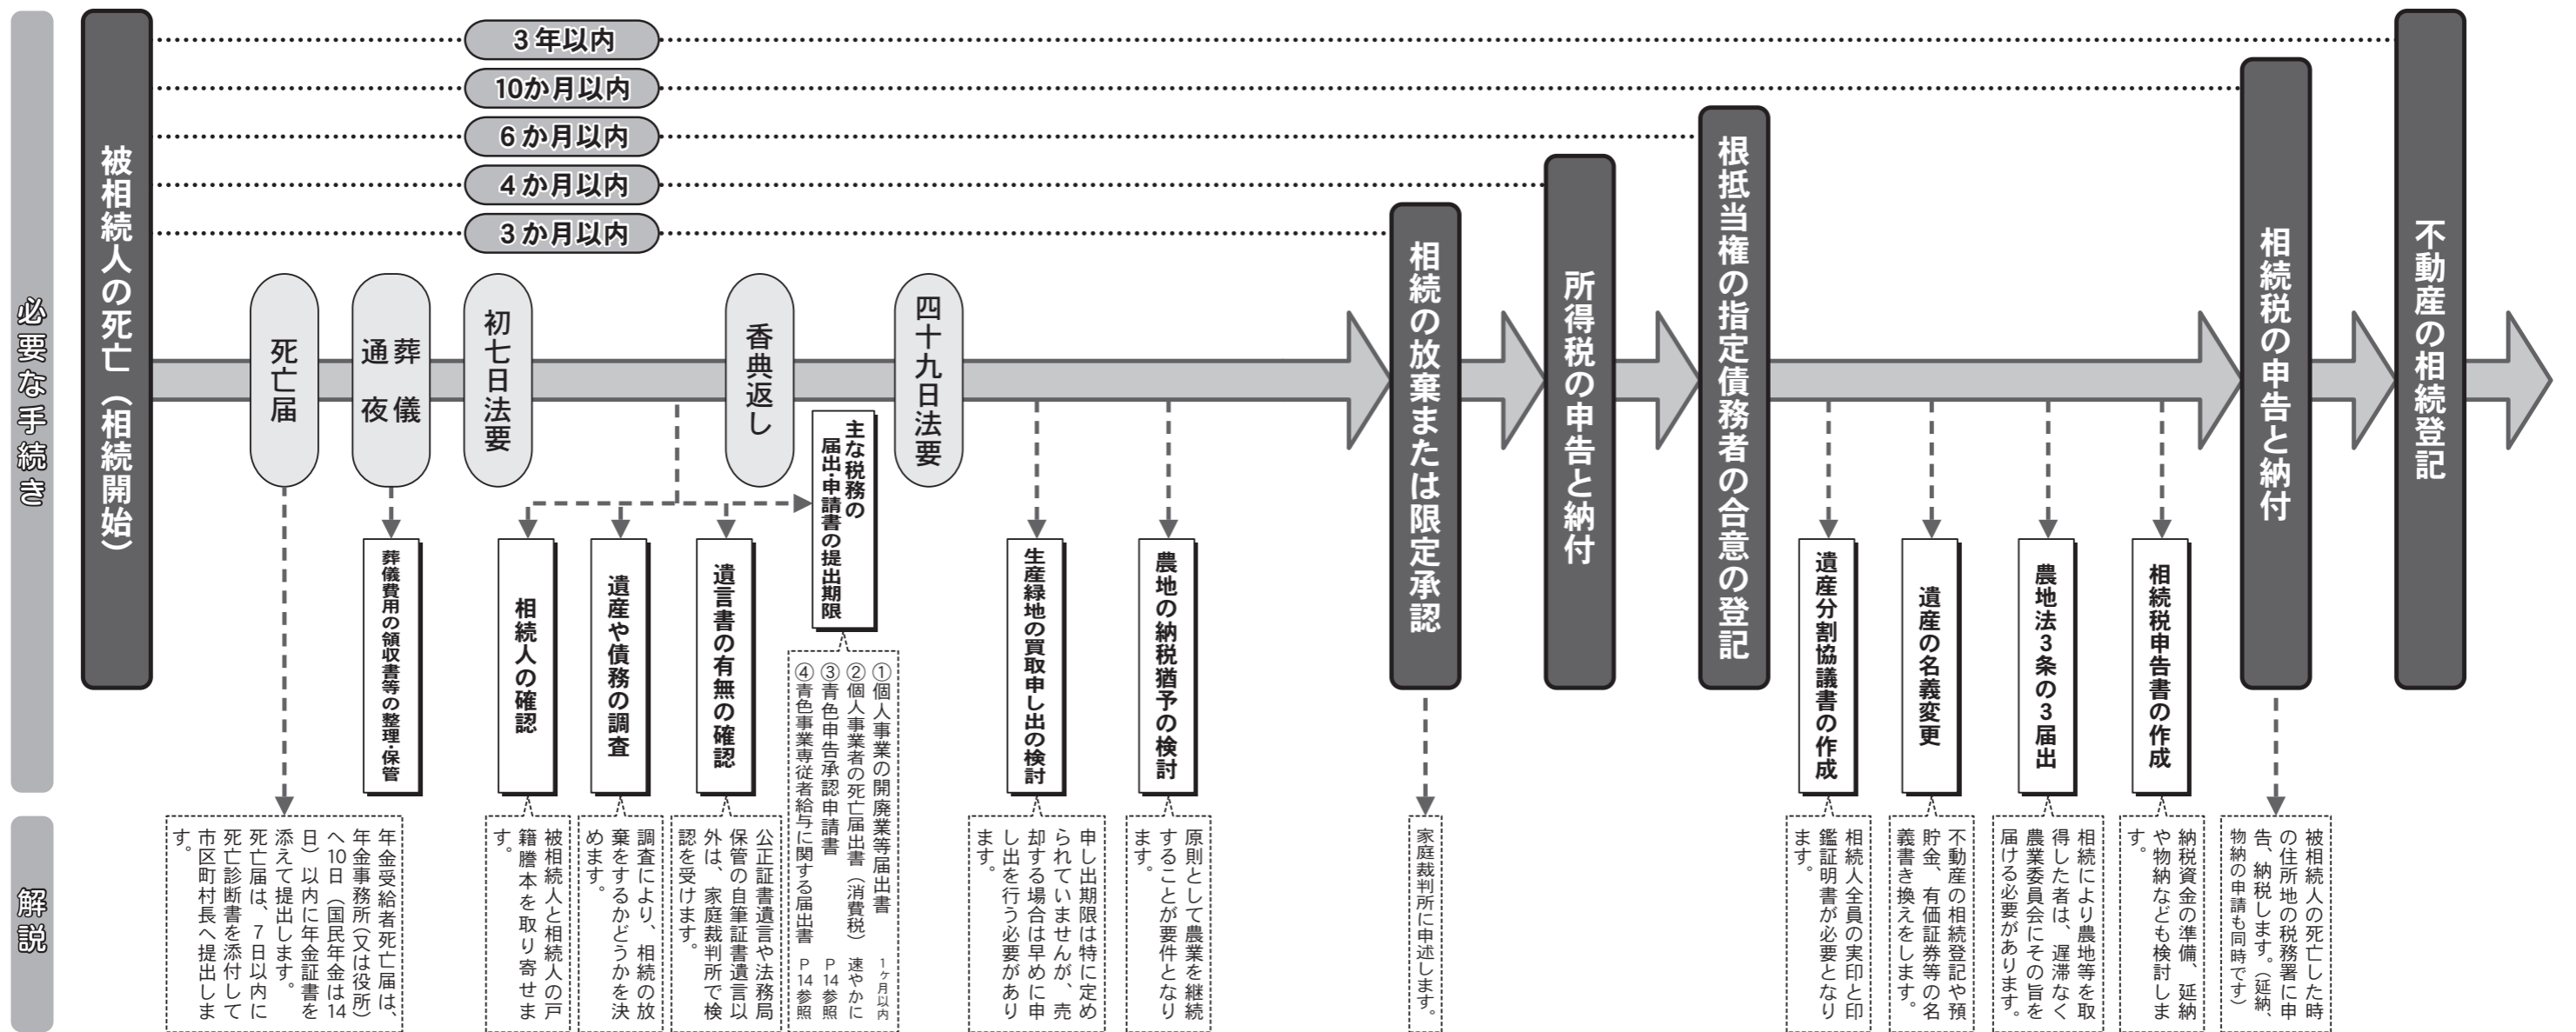 必要な手続き
解説
3年以内
10か月以内
6か月以内
4か月以内
3か月以内
被相続人の死亡（相続開始）
死亡届
葬儀
通夜
初七日法要
香典返し
四十九日法要
相続の放棄または限定承認
所得税の申告と納付
根抵当権の指定債務者の合意の登記
相続税の申告と納付
不動産の相続登記
葬儀費用の領収書等の整理・保管
相続人の確認
遺産や債務の調査
遺言書の有無の確認
主な税務の
届出・申請書の提出期限
生産緑地の買取申し出の検討
農地の納税猶予の検討
遺産分割協議書の作成
遺産の名義変更
農地法3条の3届出
相続税申告書の作成
①個人事業の開廃業等届出書 1ヶ月以内
②個人事業者の死亡届出書（消費税） 速やかに
③青色申告承認申請書 P14参照
④青色事業専従者給与に関する届出書 P14参照
年金受給者死亡届は、
年金事務所（又は役所）
へ10日（国民年金は14
日）以内に年金証書を
添えて提出します。
死亡届は、7日以内に
死亡診断書を添付して
市区町村長へ提出しま
す。
被相続人と相続人の戸
籍謄本を取り寄せま
す。
調査により、相続の放
棄をするかどうかを決
めます。
公正証書遺言や法務局
保管の自筆証書遺言以
外は、家庭裁判所で検
認を受けます。
申し出期限は特に定め
られていませんが、売
却する場合は早めに申
し出を行う必要があり
ます。
原則として農業を継続
することが要件となり
ます。
家庭裁判所に申述します。
相続人全員の実印と印
鑑証明書が必要となり
ます。
不動産の相続登記や預
貯金、有価証券等の名
義書き換えをします。
相続により農地等を取
得した者は、遅滞なく
農業委員会にその旨を
届ける必要があります。
納税資金の準備、延納
や物納なども検討しま
す。
被相続人の死亡した時
の住所地の税務署に申
告、納税します。（延納、
物納の申請も同時です）